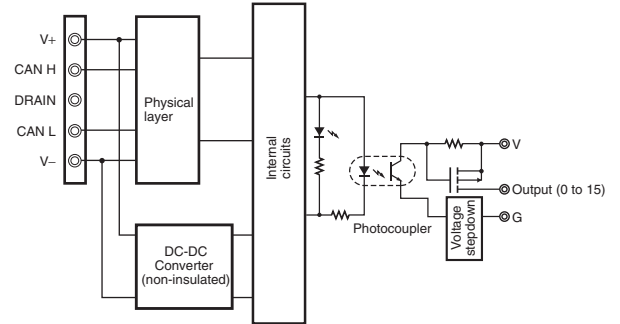 V+
CAN H
DRAIN
CAN L
V−
Physical
layer
DC-DC
Converter
(non-insulated)
Internal
circuits
Photocoupler
Voltage
stepdown
V
Output (0 to 15)
G